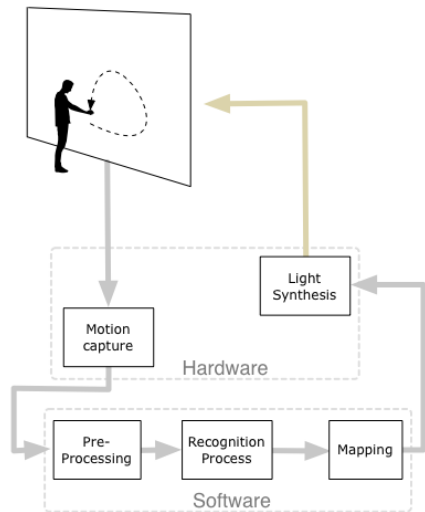 Light
Synthesis
Motion
capture
Hardware
Pre-
Processing
Recognition
Process
Mapping
Software